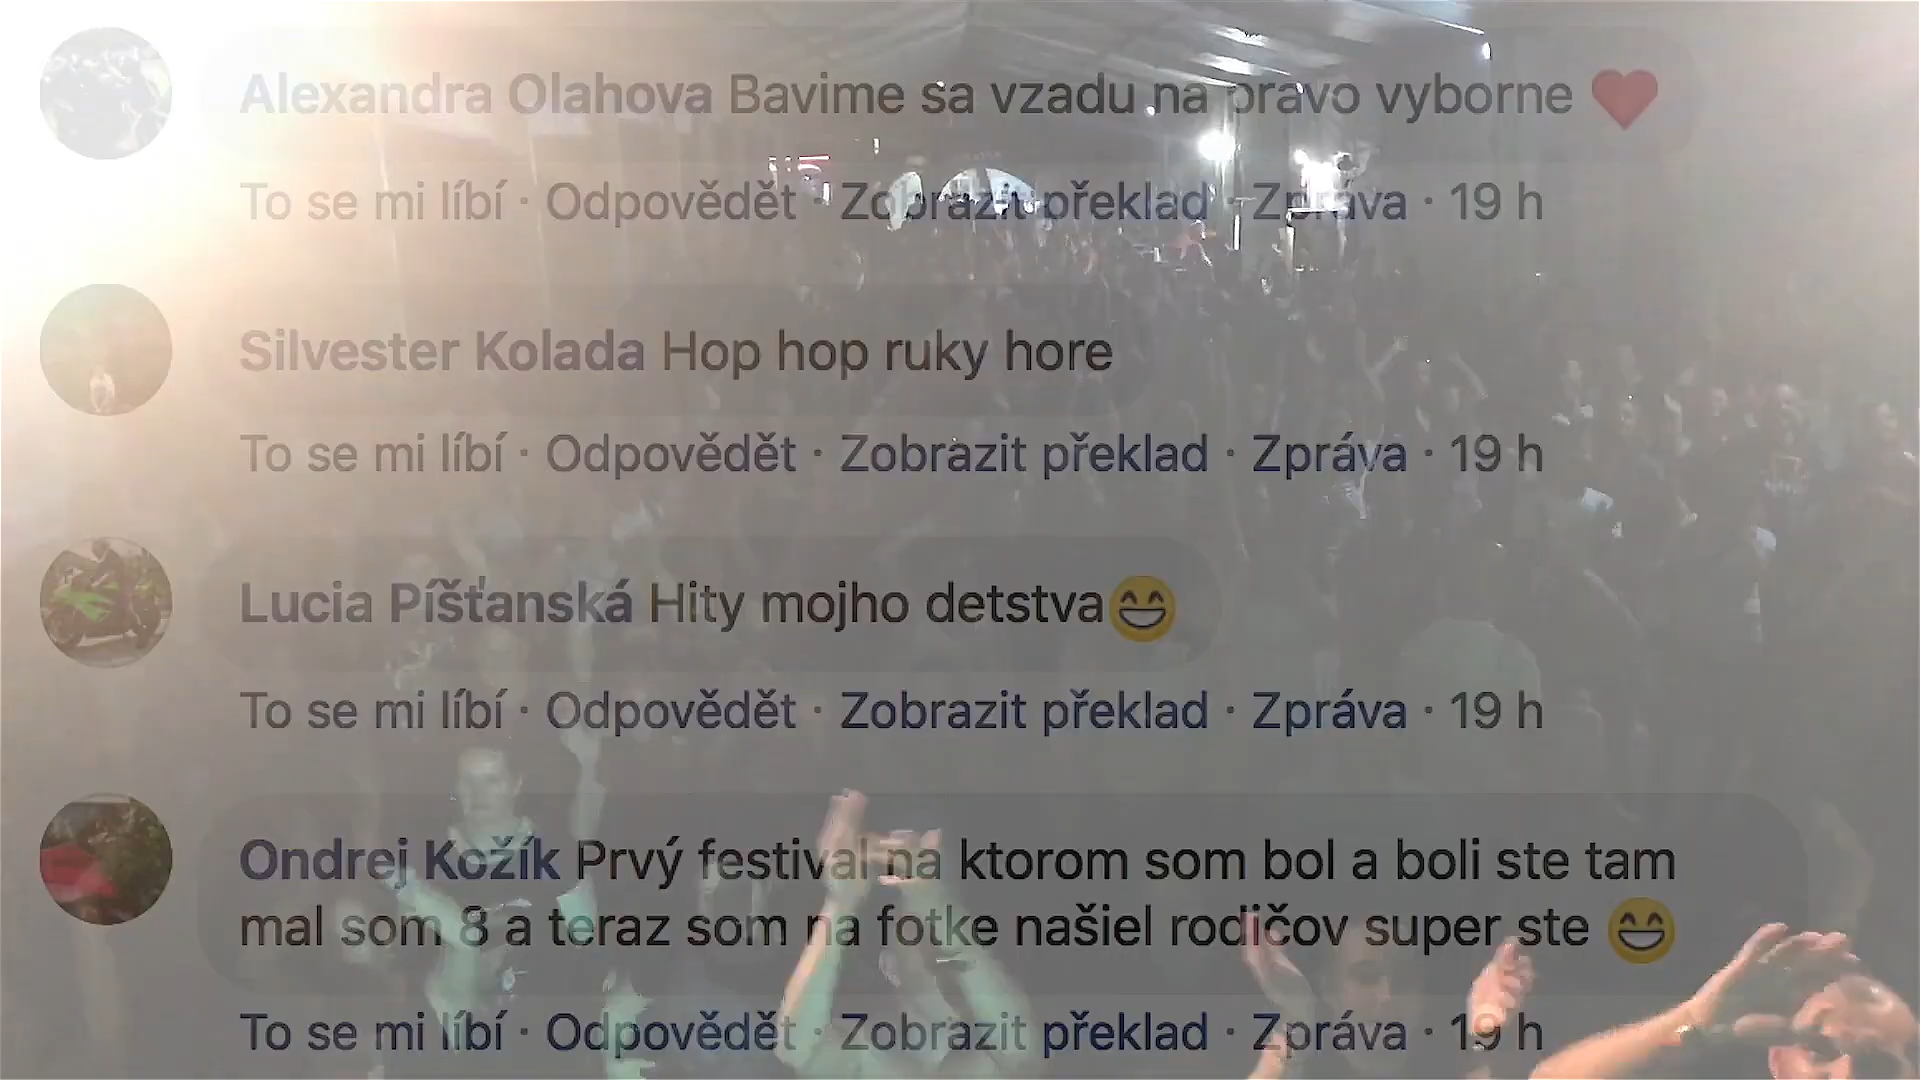 Alexandra Olahova Bavime sa vzadu na pravo vyborne ❤️
To se mi líbí · Odpovědět · Zobrazit překlad · Zpráva · 19 h
Silvester Kolada Hop hop ruky hore
To se mi líbí · Odpovědět · Zobrazit překlad · Zpráva · 19 h
Lucia Píšťanská Hity mojho detstva😄
To se mi líbí · Odpovědět · Zobrazit překlad · Zpráva · 19 h
Ondrej Kožík Prvý festival na ktorom som bol a boli ste tam
mal som 8 a teraz som na fotke našiel rodičov super ste 😄
To se mi líbí · Odpovědět · Zobrazit překlad · Zpráva · 19 h